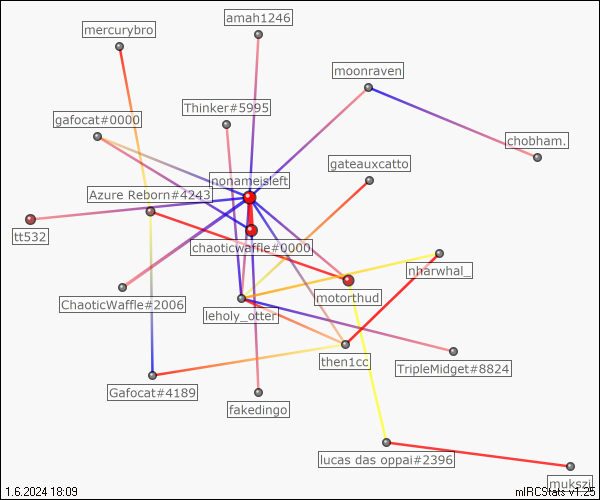 amah1246
mercurybro
moonraven
Thinker#5995
gafocat#0000
chobham.
gateauxcatto
nonameisleft
Azure Reborn#4243
tt532
chaoticwaffle#0000
nharwhal_
ChaoticWaffle#2006
motorthud
leholy_otter
then1cc
TripleMidget#8824
Gafocat#4189
fakedingo
lucas das oppai#2396
mukszi
1.6.2024 18:09
mIRCStats v1.25